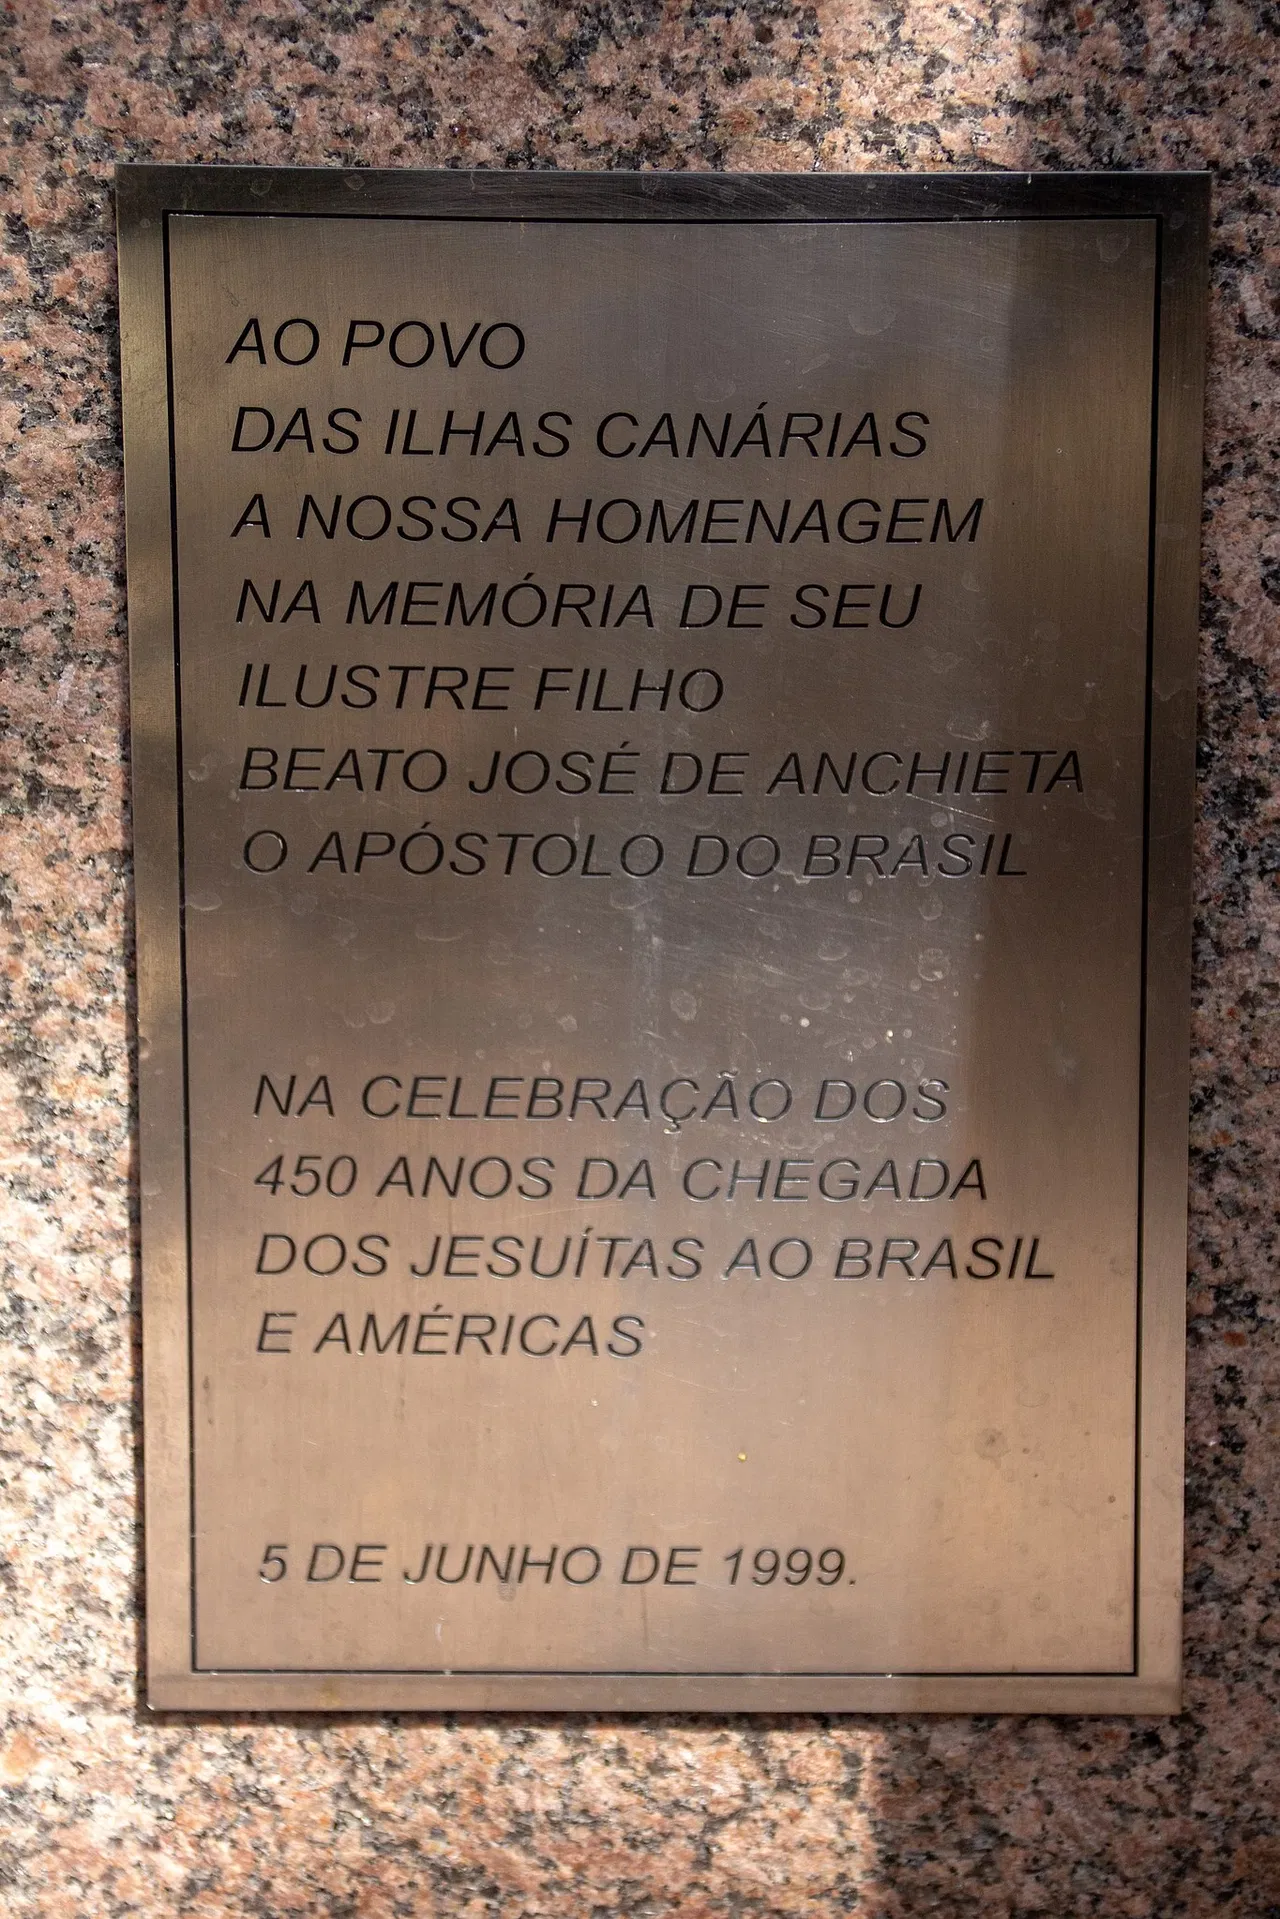 AO POVO
DAS ILHAS CANÁRIAS
A NOSSA HOMENAGEM
NA MEMÓRIA DE SEU
ILUSTRE FILHO
BEATO JOSÉ DE ANCHIETA
O APÓSTOLO DO BRASIL
NA CELEBRAÇÃO DOS
450 ANOS DA CHEGADA
DOS JESUÍTAS AO BRASIL
E AMÉRICAS
5 DE JUNHO DE 1999.